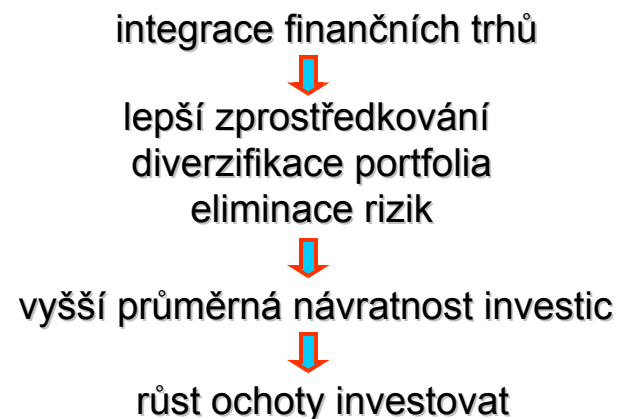 integrace finančních trhů
lepší zprostředkování
diverzifikace portfolia
eliminace rizik
vyšší průměrná návratnost investic
růst ochoty investovat